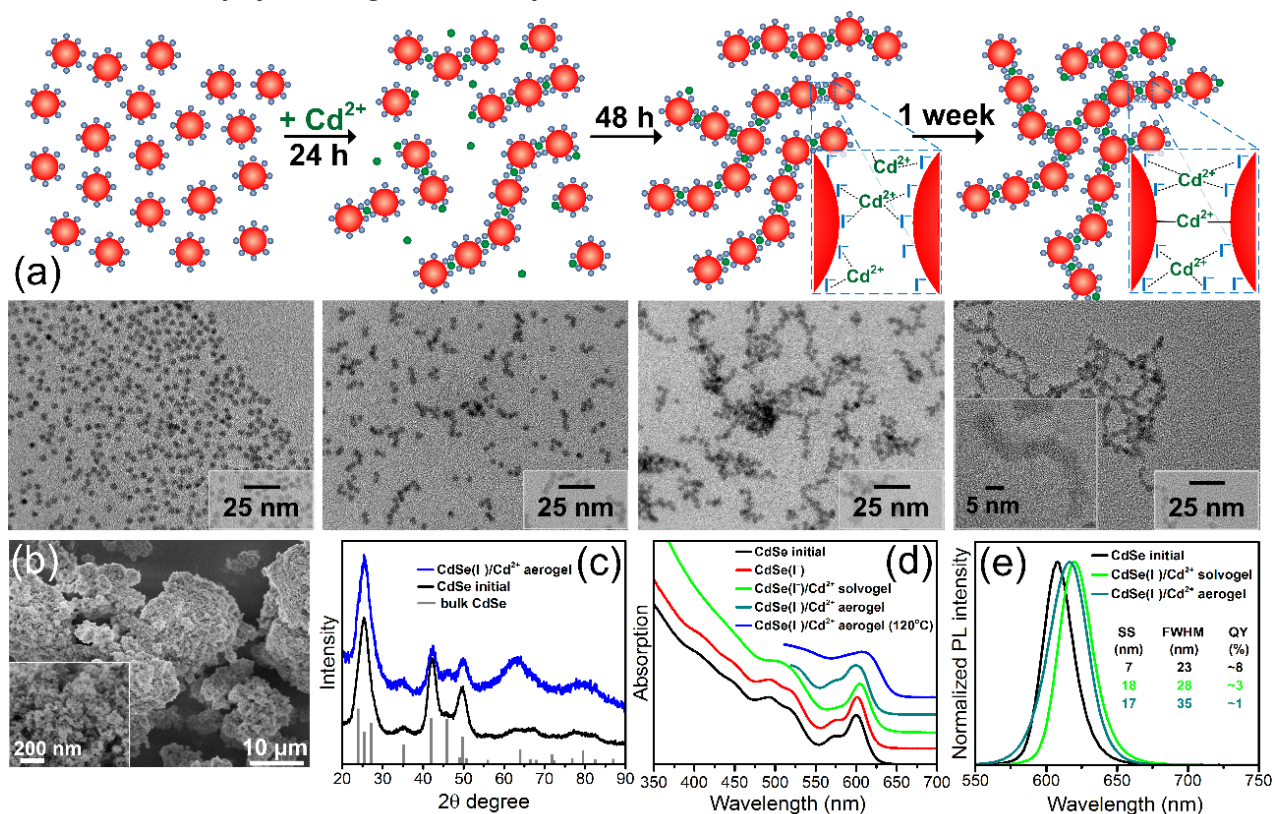 + Cd²⁺
24 h
48 h
1 week
Cd²⁺
I⁻
I⁻
Cd²⁺
I⁻
I⁻
I⁻
I⁻
Cd²⁺
I⁻
I⁻
I⁻
Cd²⁺
I⁻
I⁻
Cd²⁺
I⁻
Cd²⁺
I⁻
I⁻
I⁻
(a)
25 nm
25 nm
25 nm
5 nm
25 nm
(b)
200 nm
10 µm
(c)
CdSe(I⁻)/Cd²⁺ aerogel
CdSe initial
bulk CdSe
Intensity
20 30 40 50 60 70 80 90
2θ degree
(d)
CdSe initial
CdSe(I⁻)
CdSe(I⁻)/Cd²⁺ solvogel
CdSe(I⁻)/Cd²⁺ aerogel
CdSe(I⁻)/Cd²⁺ aerogel (120°C)
Absorption
350 400 450 500 550 600 650 700
Wavelength (nm)
(e)
CdSe initial
CdSe(I⁻)/Cd²⁺ solvogel
CdSe(I⁻)/Cd²⁺ aerogel
SS FWHM QY
(nm) (nm) (%)
7 23 ~8
18 28 ~3
17 35 ~1
Normalized PL intensity
550 600 650 700 750
Wavelength (nm)